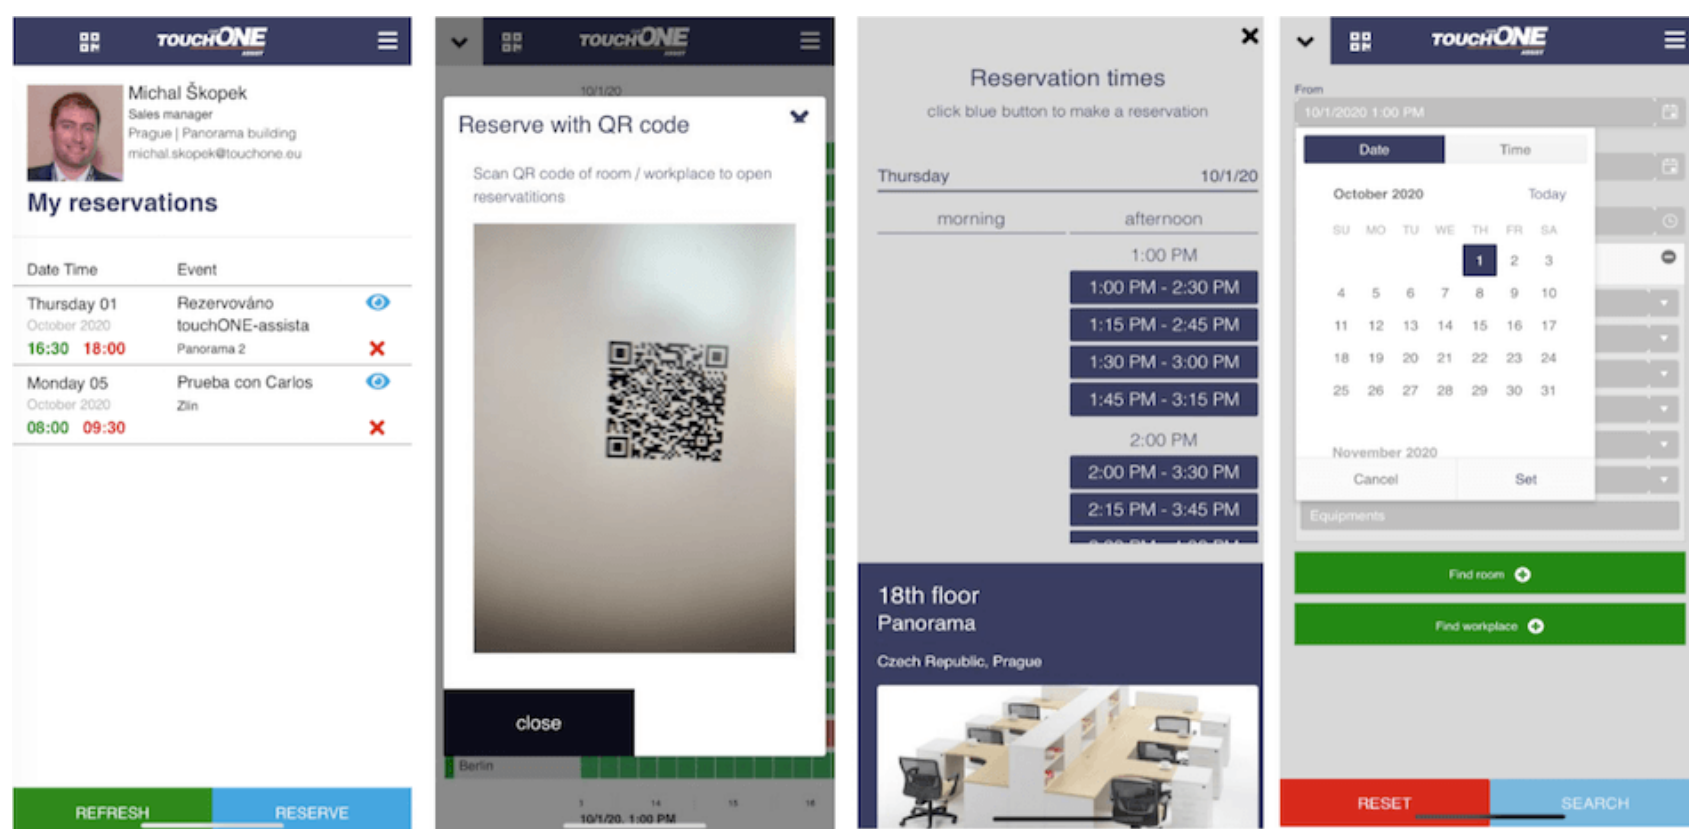 TOUCHONE
ASSIST
Michal Škopek
Sales manager
Prague | Panorama building
michal.skopek@touchone.eu
My reservations
Date Time Event
Thursday 01 Rezervováno
October 2020 touchONE-assista
16:30 18:00 Panorama 2
Monday 05 Prueba con Carlos
October 2020 Zlin
08:00 09:30
REFRESH RESERVE
TOUCHONE
ASSIST
10/1/20
Reserve with QR code
Scan QR code of room / workplace to open
reservatitions
close
Berlin
14 15 16
10/1/20, 1:00 PM
Reservation times
click blue button to make a reservation
Thursday 10/1/20
morning afternoon
1:00 PM
1:00 PM - 2:30 PM
1:15 PM - 2:45 PM
1:30 PM - 3:00 PM
1:45 PM - 3:15 PM
2:00 PM
2:00 PM - 3:30 PM
2:15 PM - 3:45 PM
18th floor
Panorama
Czech Republic, Prague
TOUCHONE
ASSIST
From
10/1/2020 1:00 PM
Date Time
October 2020 Today
SU MO TU WE TH FR SA
1 2 3
4 5 6 7 8 9 10
11 12 13 14 15 16 17
18 19 20 21 22 23 24
25 26 27 28 29 30 31
November 2020
Cancel Set
Equipments
Find room
Find workplace
RESET SEARCH